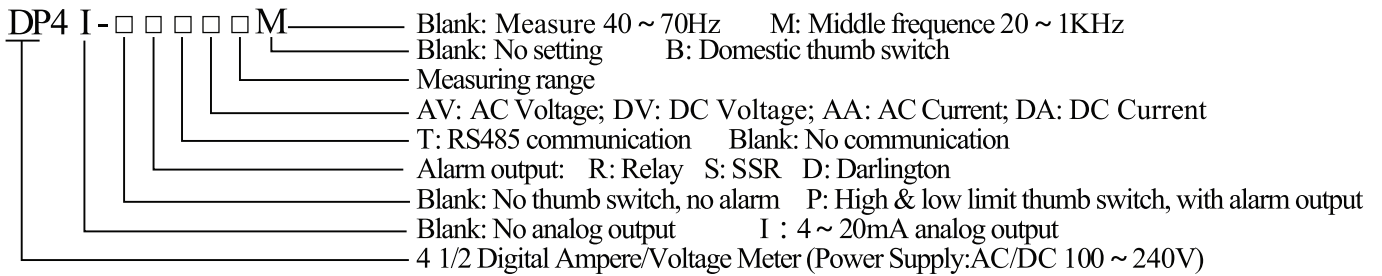 DP4 I-□□□□□M
Blank: Measure 40~70Hz M: Middle frequence 20~1KHz
Blank: No setting B: Domestic thumb switch
Measuring range
AV: AC Voltage; DV: DC Voltage; AA: AC Current; DA: DC Current
T: RS485 communication Blank: No communication
Alarm output: R: Relay S: SSR D: Darlington
Blank: No thumb switch, no alarm P: High & low limit thumb switch, with alarm output
Blank: No analog output I：4~20mA analog output
4 1/2 Digital Ampere/Voltage Meter (Power Supply:AC/DC 100~240V)